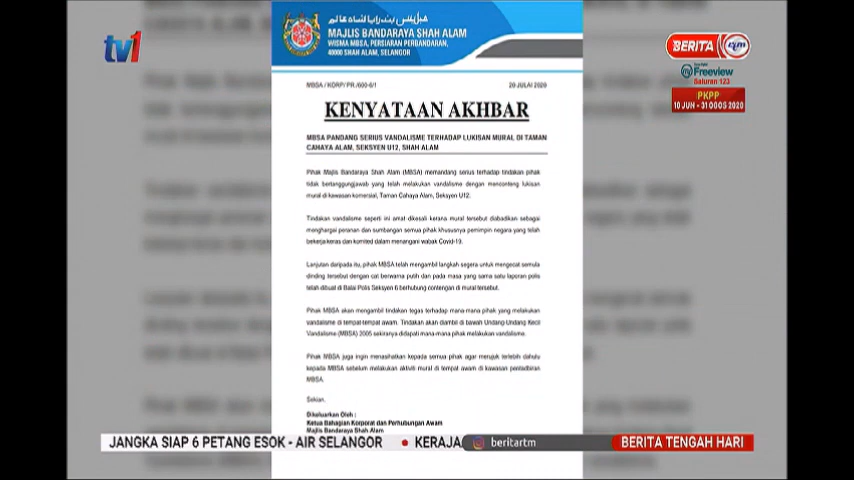 tv1
مجليس بندراي شاه عالم
MAJLIS BANDARAYA SHAH ALAM
WISMA MBSA, PERSIARAN PERBANDARAN,
40000 SHAH ALAM, SELANGOR
BERITA rtm
Freeview
Saluran 123
PKPP
10 JUN - 31 OGOS 2020
MBSA/KORP/PR/600-6/1 20 JULAI 2020
KENYATAAN AKHBAR
MBSA PANDANG SERIUS VANDALISME TERHADAP LUKISAN MURAL DI TAMAN
CAHAYA ALAM, SEKSYEN U12, SHAH ALAM
Pihak Majlis Bandaraya Shah Alam (MBSA) memandang serius terhadap tindakan pihak
tidak bertanggungjawab yang telah melakukan vandalisme dengan menconteng lukisan
mural di kawasan komersial, Taman Cahaya Alam, Seksyen U12.
Tindakan vandalisme seperti ini amat dikesali kerana mural tersebut diabadikan sebagai
menghargai peranan dan sumbangan semua pihak khususnya pemimpin negara yang telah
bekerja keras dan komited dalam menangani wabak Covid-19.
Lanjutan daripada itu, pihak MBSA telah mengambil langkah segera untuk mengecat semula
dinding tersebut dengan cat berwarna putih dan pada masa yang sama satu laporan polis
telah dibuat di Balai Polis Seksyen 6 berhubung contengan di mural tersebut.
Pihak MBSA akan mengambil tindakan tegas terhadap mana-mana pihak yang melakukan
vandalisme di tempat-tempat awam. Tindakan akan diambil di bawah Undang-Undang Kecil
Vandalisme (MBSA) 2005 sekiranya didapati mana-mana pihak melakukan vandalisme.
Pihak MBSA juga ingin menasihatkan kepada semua pihak agar merujuk terlebih dahulu
kepada MBSA sebelum melakukan aktiviti mural di tempat awam di kawasan pentadbiran
MBSA.
Sekian.
Dikeluarkan Oleh :
Ketua Bahagian Korporat dan Perhubungan Awam
Majlis Bandaraya Shah Alam
JANGKA SIAP 6 PETANG ESOK - AIR SELANGOR • KERAJA beritartm BERITA TENGAH HARI